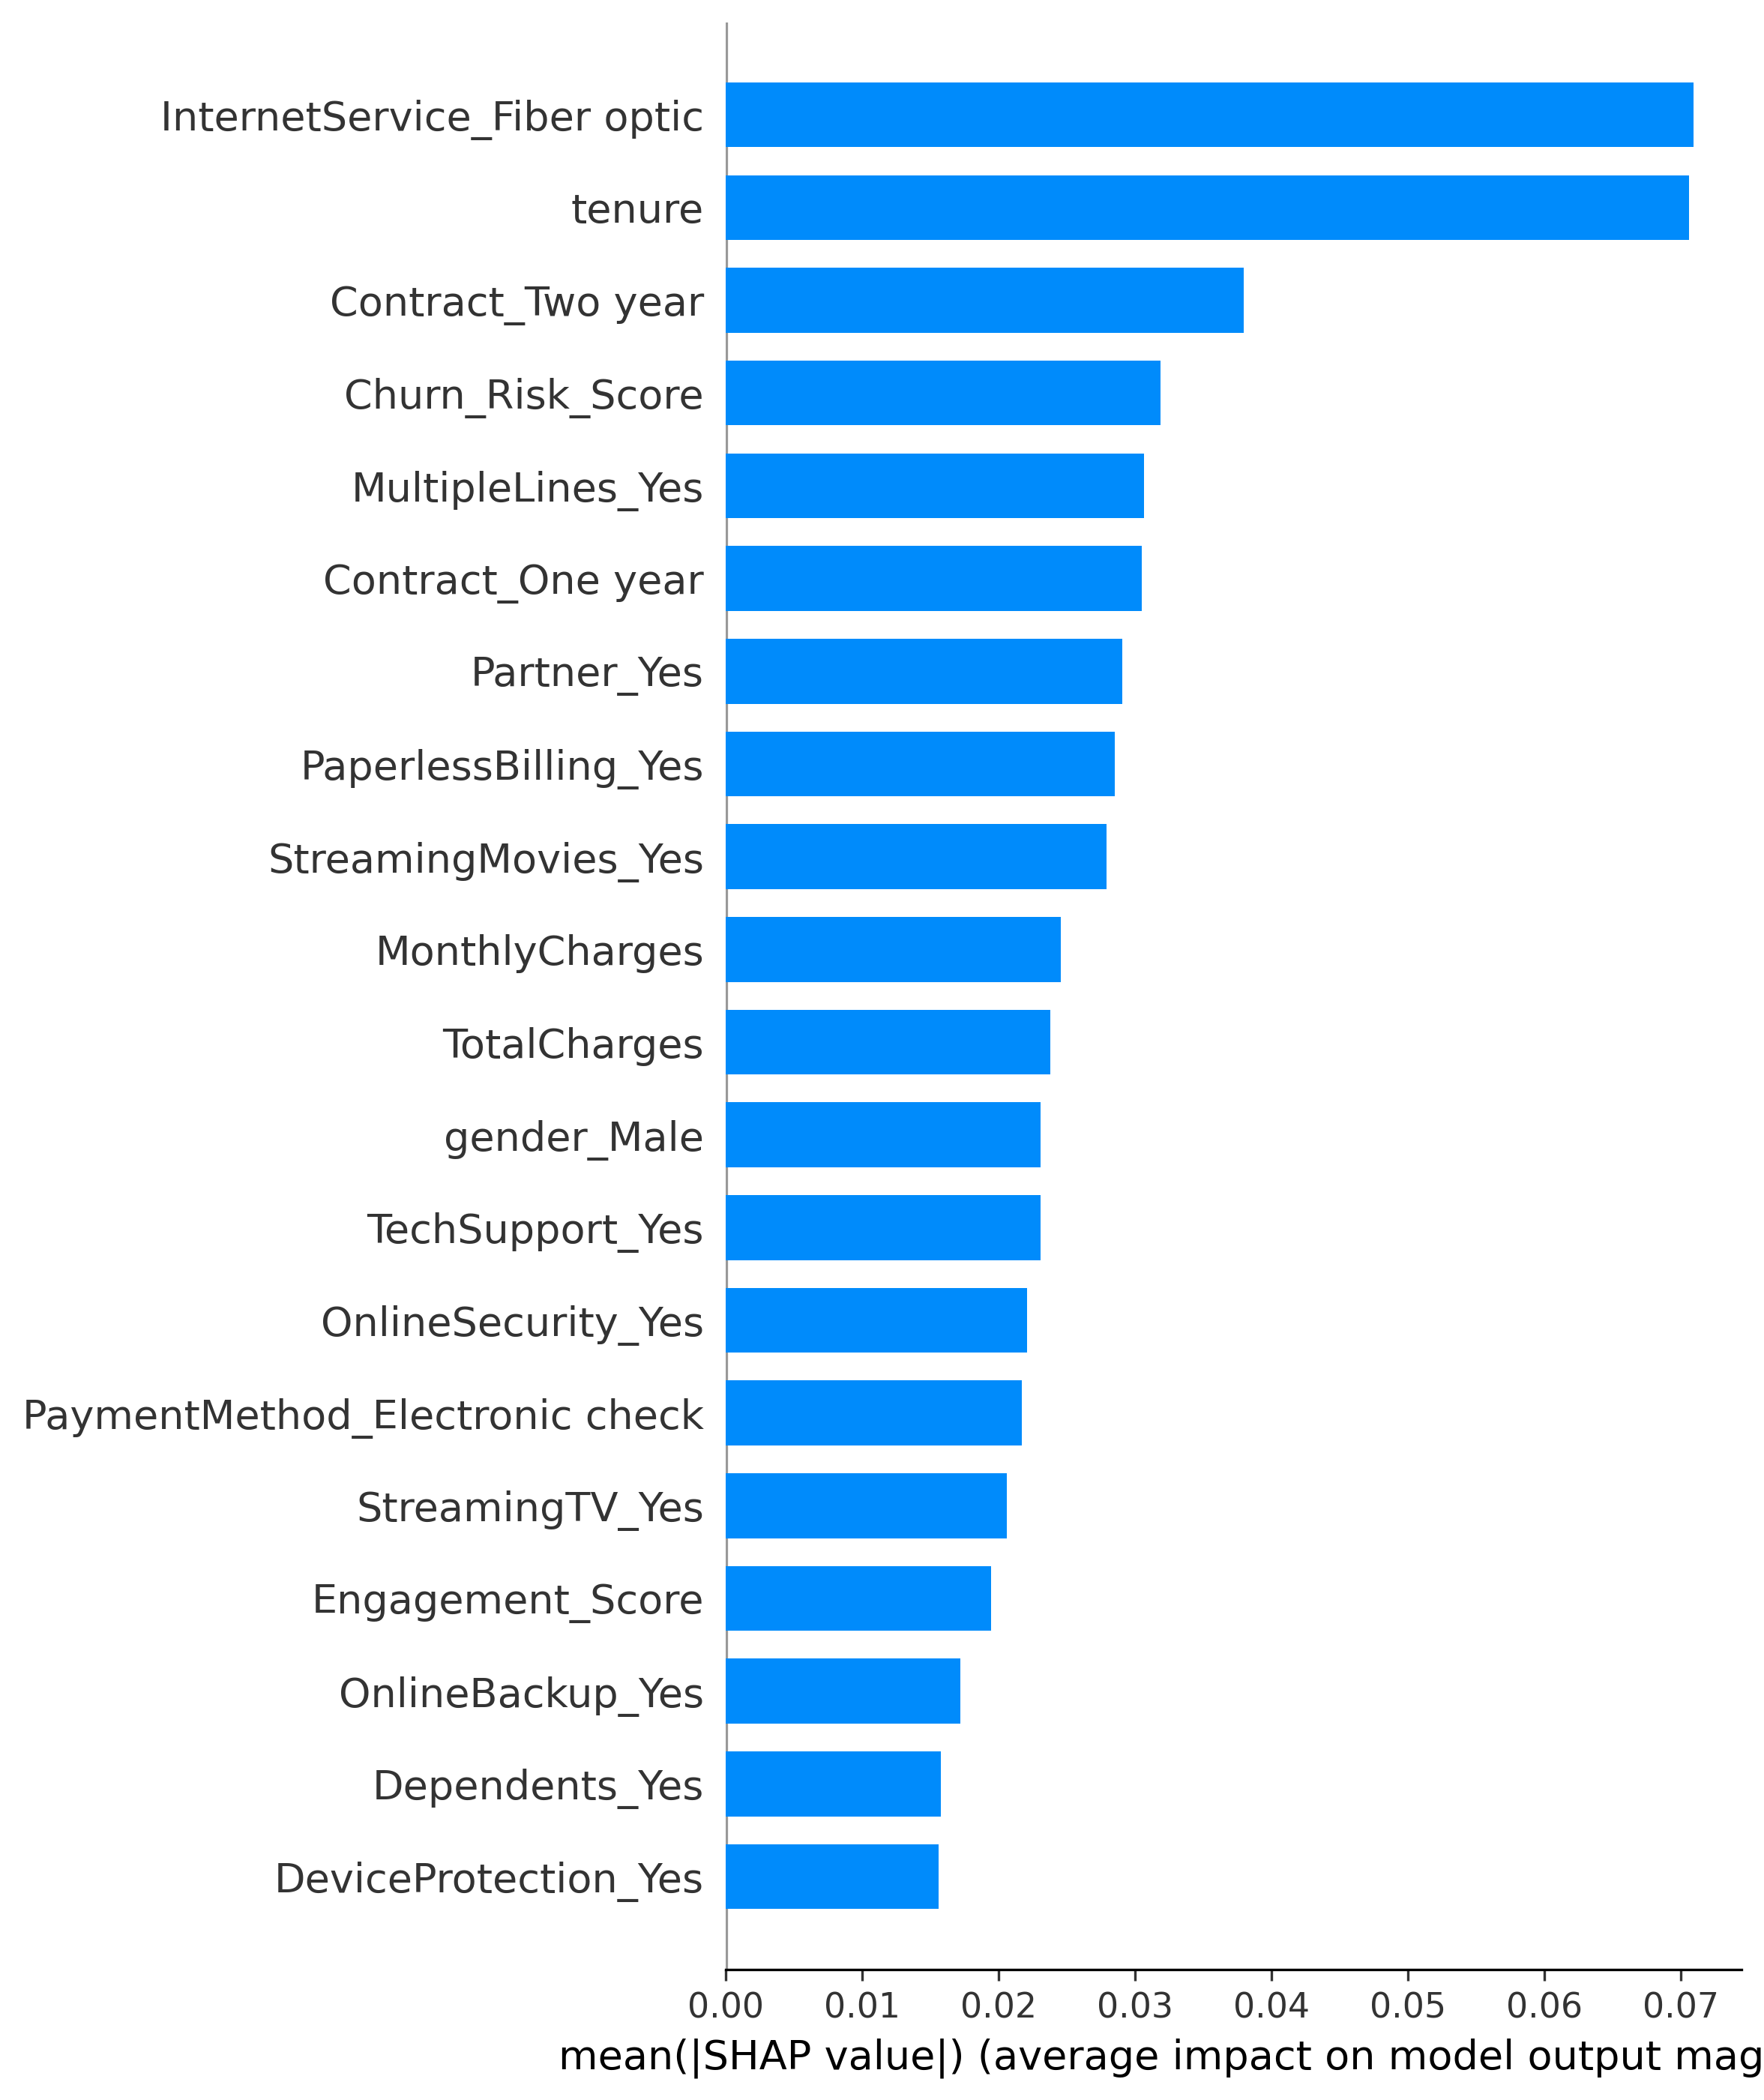 InternetService_Fiber optic
tenure
Contract_Two year
Churn_Risk_Score
MultipleLines_Yes
Contract_One year
Partner_Yes
PaperlessBilling_Yes
StreamingMovies_Yes
MonthlyCharges
TotalCharges
gender_Male
TechSupport_Yes
OnlineSecurity_Yes
PaymentMethod_Electronic check
StreamingTV_Yes
Engagement_Score
OnlineBackup_Yes
Dependents_Yes
DeviceProtection_Yes
0.00 0.01 0.02 0.03 0.04 0.05 0.06 0.07
mean(|SHAP value|) (average impact on model output mag